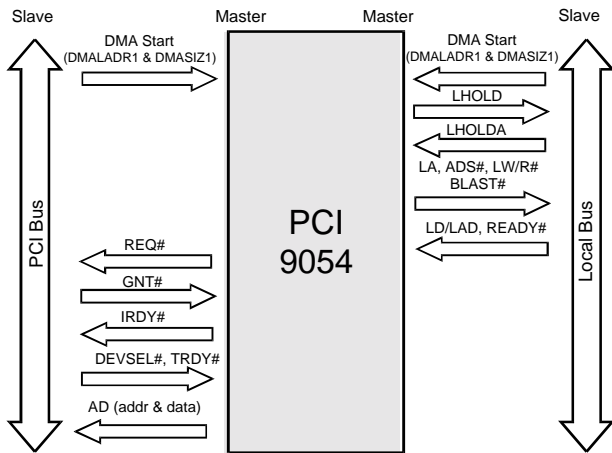 Slave
Master
Master
Slave
DMA Start
(DMALADR1 & DMASIZ1)
DMA Start
(DMALADR1 & DMASIZ1)
LHOLD
LHOLDA
LA, ADS#, LW/R#
BLAST#
PCI Bus
PCI
9054
Local Bus
LD/LAD, READY#
REQ#
GNT#
IRDY#
DEVSEL#, TRDY#
AD (addr & data)